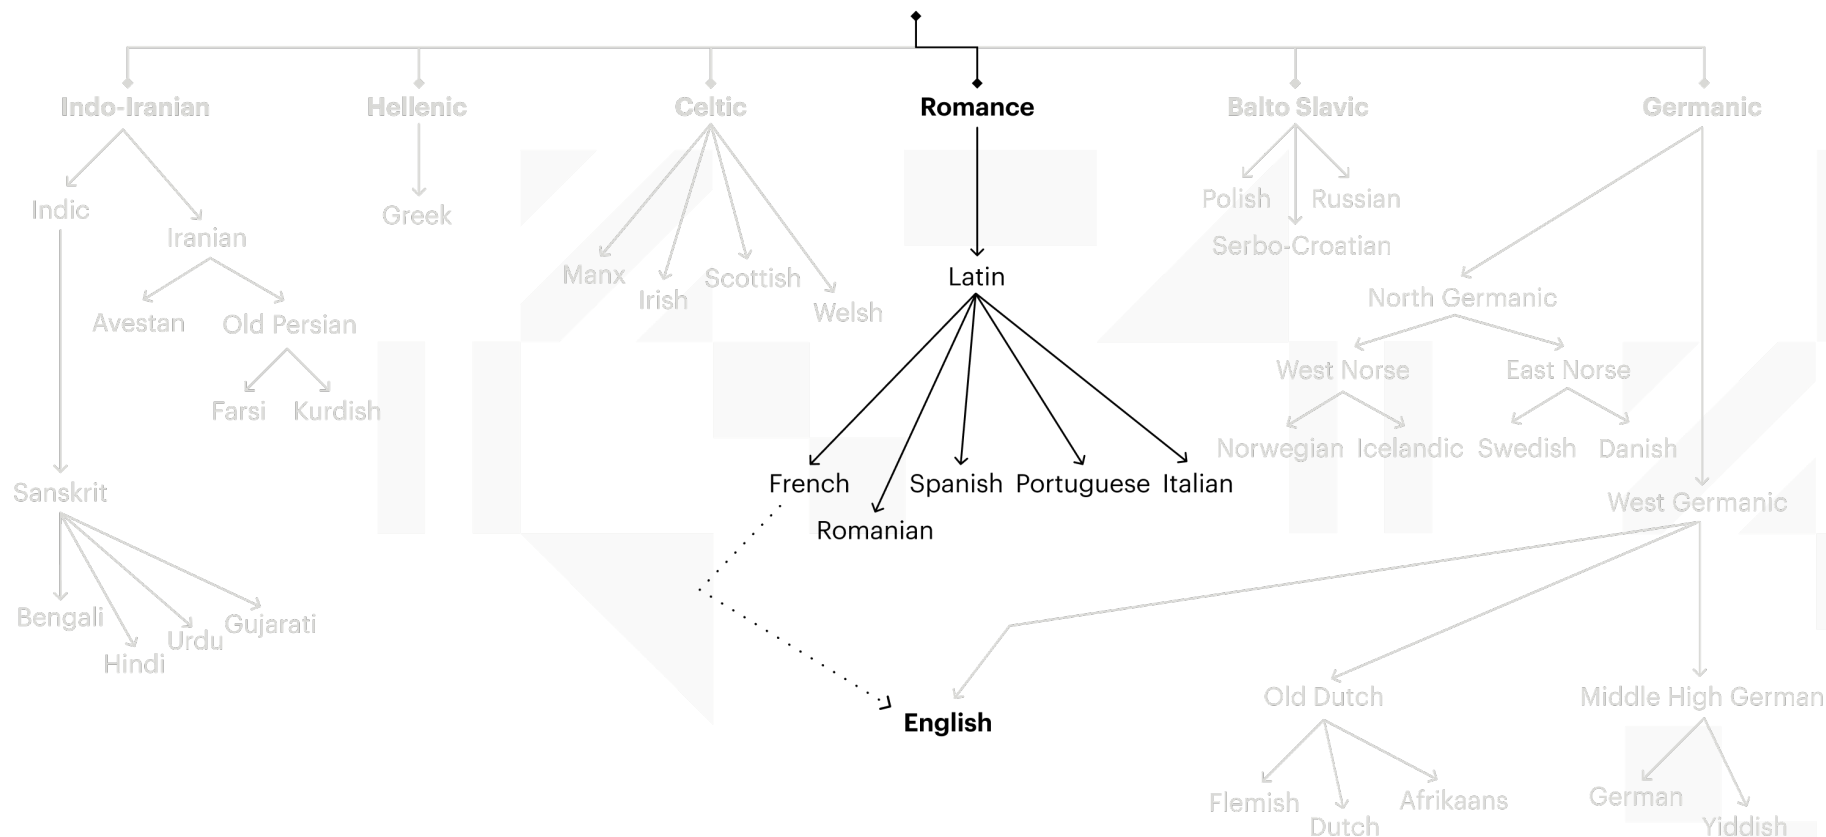 Indo-Iranian
Hellenic
Celtic
Romance
Balto Slavic
Germanic
Indic
Iranian
Avestan
Old Persian
Farsi
Kurdish
Sanskrit
Bengali
Hindi
Urdu
Gujarati
Greek
Manx
Irish
Scottish
Welsh
Latin
French
Romanian
Spanish
Portuguese
Italian
English
Polish
Russian
Serbo-Croatian
North Germanic
West Norse
East Norse
Norwegian
Icelandic
Swedish
Danish
West Germanic
Old Dutch
Middle High German
Flemish
Dutch
Afrikaans
German
Yiddish